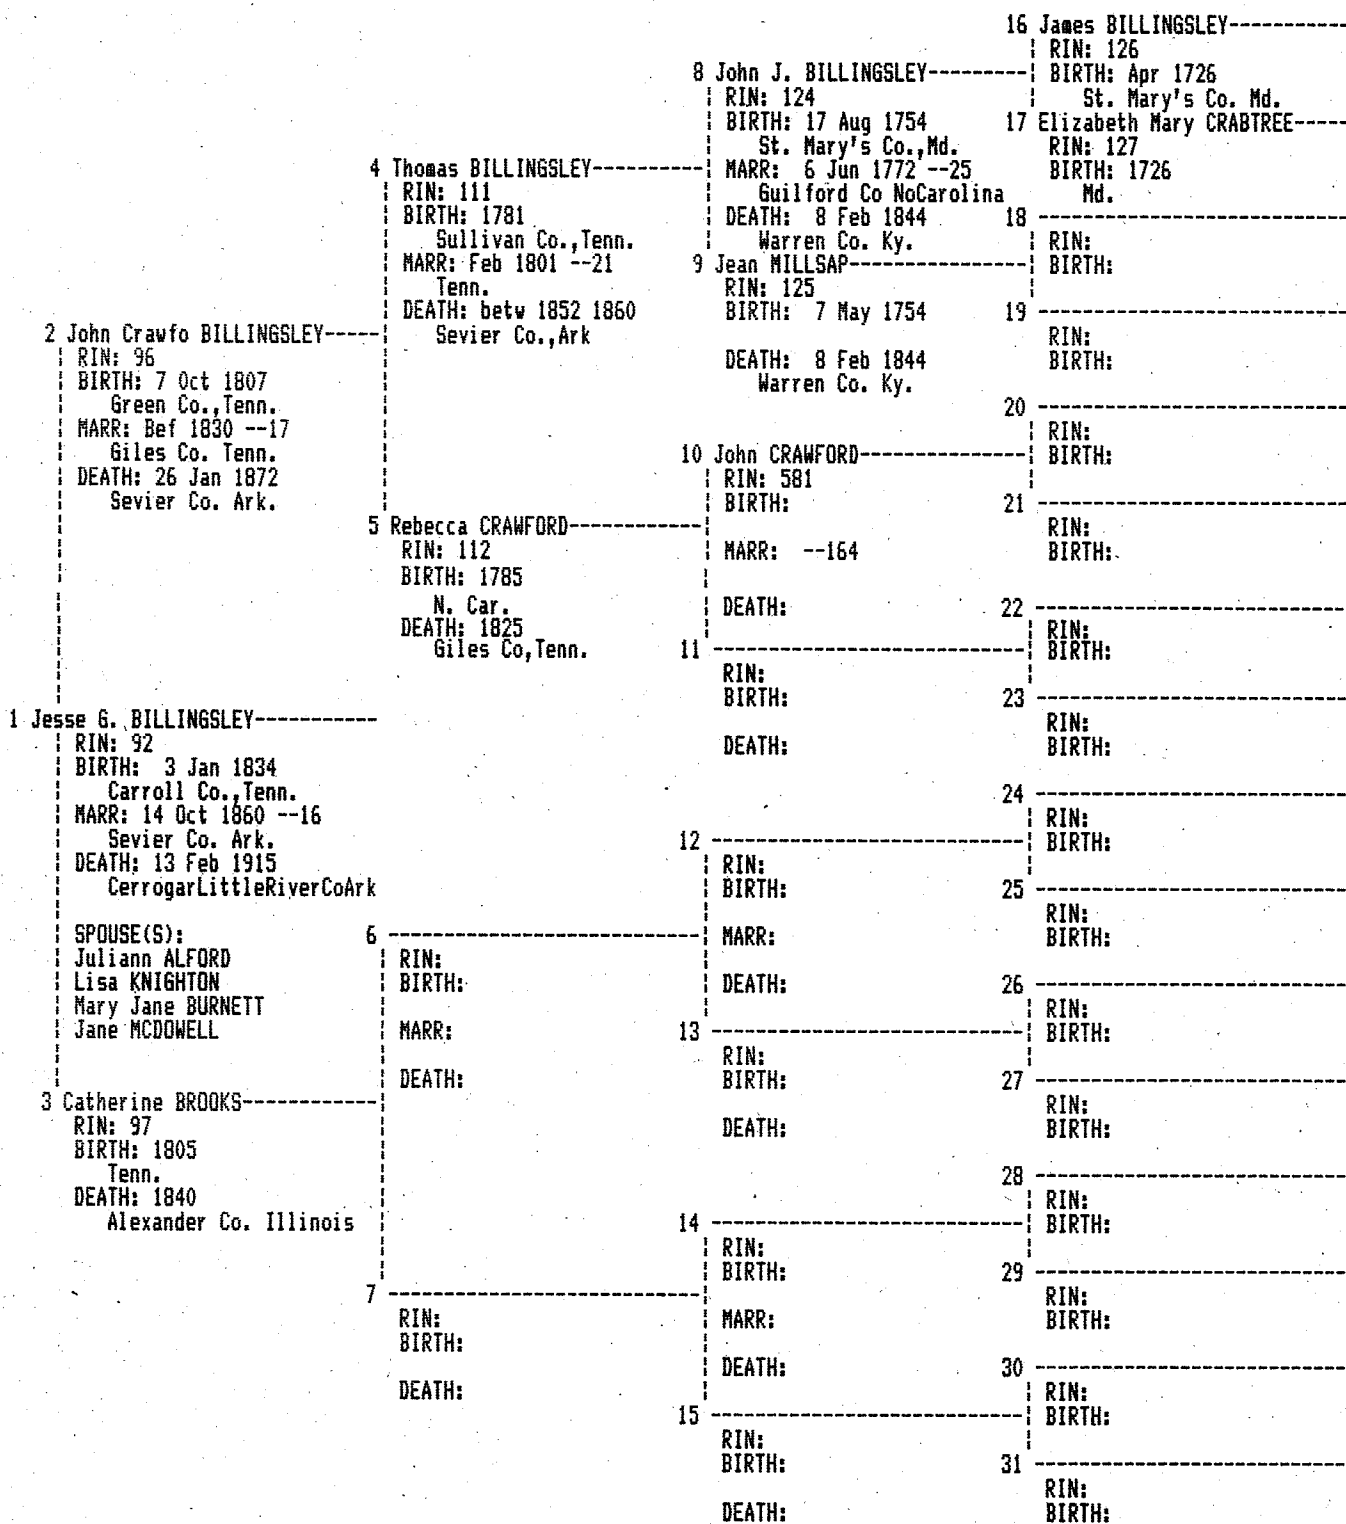 1 Jesse G. BILLINGSLEY-----------
RIN: 92
BIRTH: 3 Jan 1834
Carroll Co.,Tenn.
MARR: 14 Oct 1860 --16
Sevier Co. Ark.
DEATH: 13 Feb 1915
CerrogarLittleRiverCoArk
SPOUSE(S):
Juliann ALFORD
Lisa KNIGHTON
Mary Jane BURNETT
Jane MCDOWELL
2 John Crawfo BILLINGSLEY-----
RIN: 96
BIRTH: 7 Oct 1807
Green Co.,Tenn.
MARR: Bef 1830 --17
Giles Co. Tenn.
DEATH: 26 Jan 1872
Sevier Co. Ark.
3 Catherine BROOKS------------
RIN: 97
BIRTH: 1805
Tenn.
DEATH: 1840
Alexander Co. Illinois
4 Thomas BILLINGSLEY----------
RIN: 111
BIRTH: 1781
Sullivan Co.,Tenn.
MARR: Feb 1801 --21
Tenn.
DEATH: betw 1852 1860
Sevier Co.,Ark
5 Rebecca CRAWFORD------------
RIN: 112
BIRTH: 1785
N. Car.
DEATH: 1825
Giles Co,Tenn.
6 ----------------------------
RIN:
BIRTH:
MARR:
DEATH:
7 ----------------------------
RIN:
BIRTH:
DEATH:
8 John J. BILLINGSLEY---------
RIN: 124
BIRTH: 17 Aug 1754
St. Mary's Co.,Md.
MARR: 6 Jun 1772 --25
Guilford Co NoCarolina
DEATH: 8 Feb 1844
Warren Co. Ky.
9 Jean MILLSAP----------------
RIN: 125
BIRTH: 7 May 1754
DEATH: 8 Feb 1844
Warren Co. Ky.
10 John CRAWFORD---------------
RIN: 581
BIRTH:
MARR: --164
DEATH:
11 ----------------------------
RIN:
BIRTH:
DEATH:
12 ----------------------------
RIN:
BIRTH:
MARR:
DEATH:
13 ----------------------------
RIN:
BIRTH:
DEATH:
14 ----------------------------
RIN:
BIRTH:
MARR:
DEATH:
15 ----------------------------
RIN:
BIRTH:
DEATH:
16 James BILLINGSLEY-----------
RIN: 126
BIRTH: Apr 1726
St. Mary's Co. Md.
17 Elizabeth Mary CRABTREE-----
RIN: 127
BIRTH: 1726
Md.
18 ----------------------------
RIN:
BIRTH:
19 ----------------------------
RIN:
BIRTH:
20 ----------------------------
RIN:
BIRTH:
21 ----------------------------
RIN:
BIRTH:
22 ----------------------------
RIN:
BIRTH:
23 ----------------------------
RIN:
BIRTH:
24 ----------------------------
RIN:
BIRTH:
25 ----------------------------
RIN:
BIRTH:
26 ----------------------------
RIN:
BIRTH:
27 ----------------------------
RIN:
BIRTH:
28 ----------------------------
RIN:
BIRTH:
29 ----------------------------
RIN:
BIRTH:
30 ----------------------------
RIN:
BIRTH:
31 ----------------------------
RIN:
BIRTH: